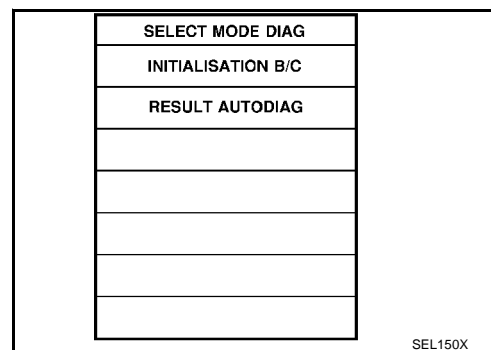 SELECT MODE DIAG
INITIALISATION B/C
RESULT AUTODIAG
SEL150X